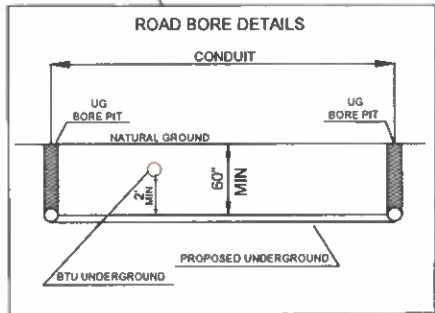 ROAD BORE DETAILS
CONDUIT
UG
BORE PIT
UG
BORE PIT
NATURAL GROUND
2'
MIN
60"
MIN
PROPOSED UNDERGROUND
BTU UNDERGROUND